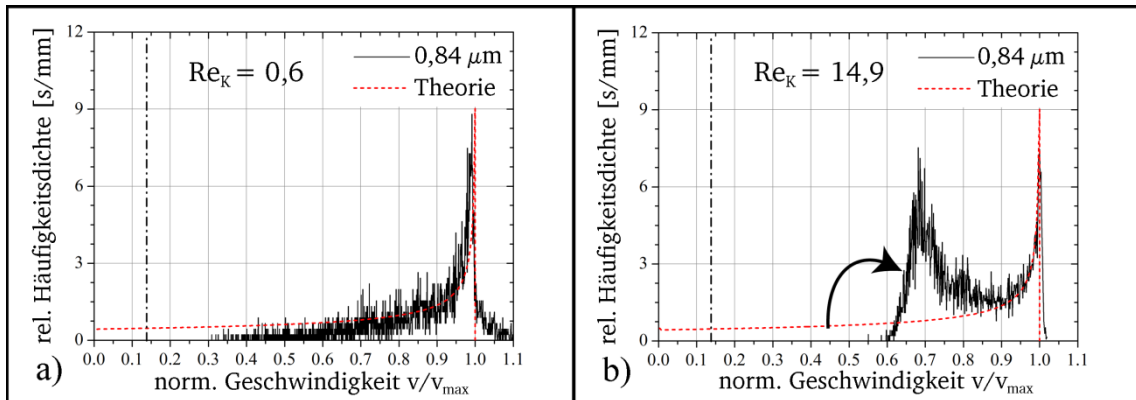 rel. Häufigkeitsdichte [s/mm]
12
9
6
3
0
Re_K = 0,6
0,84 μm
Theorie
0.0 0.1 0.2 0.3 0.4 0.5 0.6 0.7 0.8 0.9 1.0 1.1
a)
norm. Geschwindigkeit v/v_max
rel. Häufigkeitsdichte [s/mm]
12
9
6
3
0
Re_K = 14,9
0,84 μm
Theorie
0.0 0.1 0.2 0.3 0.4 0.5 0.6 0.7 0.8 0.9 1.0 1.1
b)
norm. Geschwindigkeit v/v_max